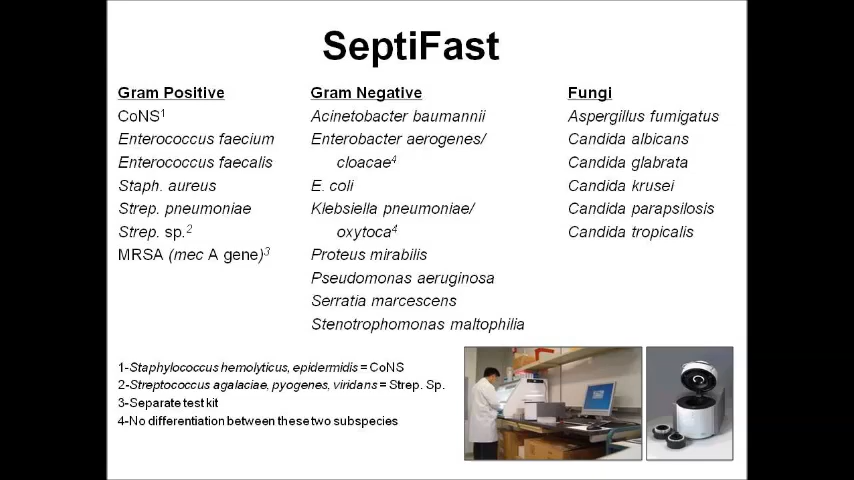 SeptiFast
Gram Positive
CoNS1
Enterococcus faecium
Enterococcus faecalis
Staph. aureus
Strep. pneumoniae
Strep. sp.2
MRSA (mec A gene)3
Gram Negative
Acinetobacter baumannii
Enterobacter aerogenes/
cloacae4
E. coli
Klebsiella pneumoniae/
oxytoca4
Proteus mirabilis
Pseudomonas aeruginosa
Serratia marcescens
Stenotrophomonas maltophilia
Fungi
Aspergillus fumigatus
Candida albicans
Candida glabrata
Candida krusei
Candida parapsilosis
Candida tropicalis
1-Staphylococcus hemolyticus, epidermidis = CoNS
2-Streptococcus agalaciae, pyogenes, viridans = Strep. Sp.
3-Separate test kit
4-No differentiation between these two subspecies